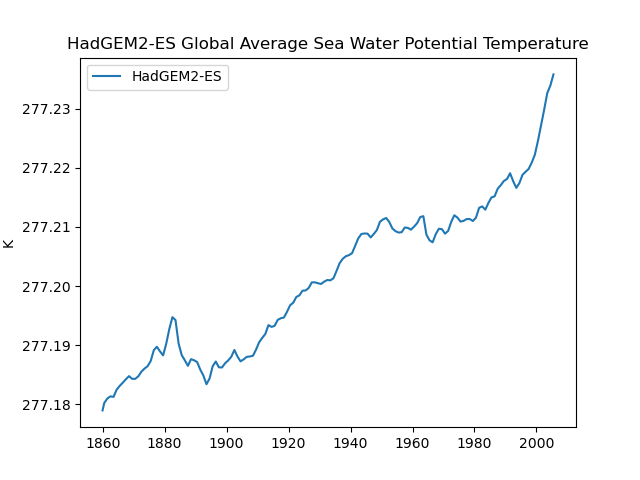 HadGEM2-ES Global Average Sea Water Potential Temperature
HadGEM2-ES
277.23
277.22
277.21
277.20
277.19
277.18
K
1860 1880 1900 1920 1940 1960 1980 2000